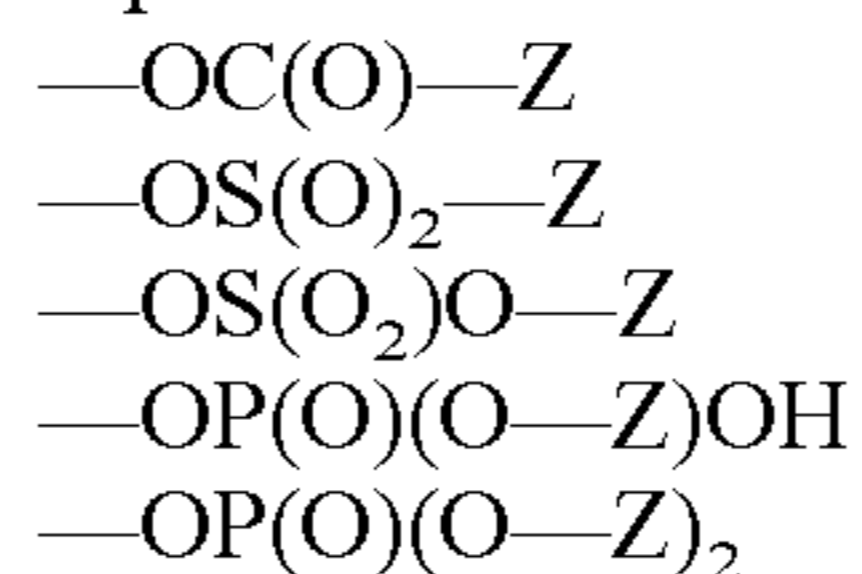 —OC(O)—Z
—OS(O)₂—Z
—OS(O₂)O—Z
—OP(O)(O—Z)OH
—OP(O)(O—Z)₂